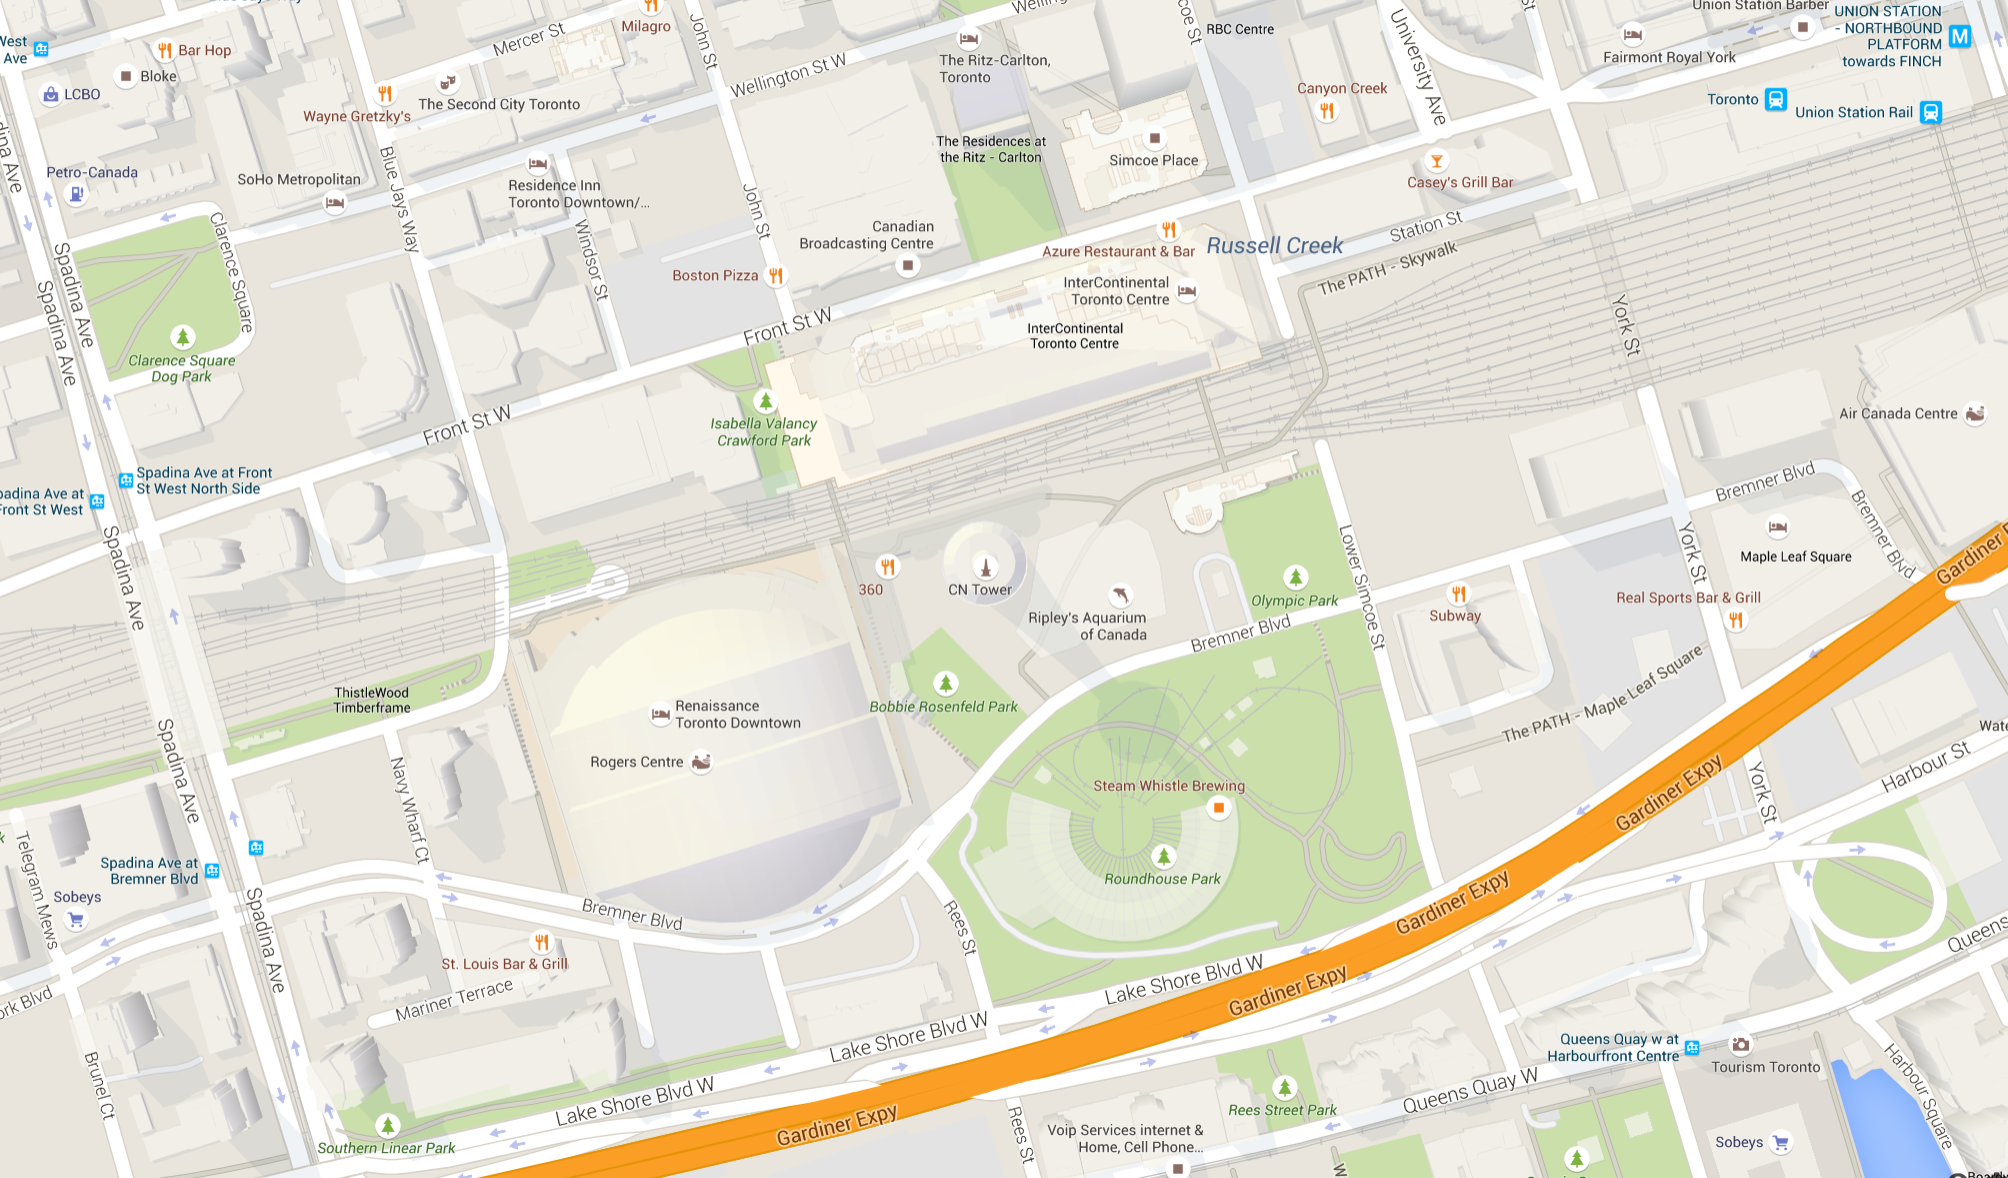 Mercer St
Milagro
John St
Welling
RBC Centre
Union Station Barber
UNION STATION
- NORTHBOUND
PLATFORM
towards FINCH
M
West
Ave
Bar Hop
Bloke
LCBO
The Second City Toronto
Wayne Gretzky's
Wellington St W
The Ritz-Carlton,
Toronto
Canyon Creek
University Ave
Fairmont Royal York
Toronto
Union Station Rail
Petro-Canada
SoHo Metropolitan
Residence Inn
Toronto Downtown/...
The Residences at
the Ritz - Carlton
Simcoe Place
Casey's Grill Bar
Blue Jays Way
Clarence Square
Windsor St
John St
Canadian
Broadcasting Centre
Boston Pizza
Azure Restaurant & Bar
Russell Creek
Station St
The PATH - Skywalk
InterContinental
Toronto Centre
InterContinental
Toronto Centre
Front St W
York St
Spadina Ave
Spadina Ave
Clarence Square
Dog Park
Front St W
Isabella Valancy
Crawford Park
Air Canada Centre
Spadina Ave at Front
St West North Side
padina Ave at
Front St West
Bremner Blvd
Bremner Blvd
Spadina Ave
360
CN Tower
Ripley's Aquarium
of Canada
Olympic Park
Lower Simcoe St
York St
Maple Leaf Square
Gardiner E
Subway
Real Sports Bar & Grill
Bremner Blvd
The PATH - Maple Leaf Square
ThistleWood
Timberframe
Renaissance
Toronto Downtown
Rogers Centre
Bobbie Rosenfeld Park
Spadina Ave
Navy Wharf Ct
Steam Whistle Brewing
Roundhouse Park
Gardiner Expy
York St
Harbour St
Wate
Telegram Mews
Spadina Ave at
Bremner Blvd
Sobeys
Spadina Ave
Bremner Blvd
Rees St
Gardiner Expy
St. Louis Bar & Grill
Mariner Terrace
ork Blvd
Lake Shore Blvd W
Gardiner Expy
Queens
Lake Shore Blvd W
Queens Quay w at
Harbourfront Centre
Tourism Toronto
Brunel Ct
Lake Shore Blvd W
Gardiner Expy
Southern Linear Park
Rees St
Rees Street Park
Queens Quay W
Harbour Square
Voip Services internet &
Home, Cell Phone...
Sobeys